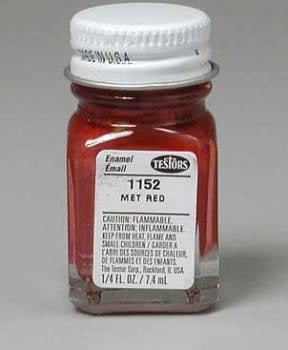 MADE IN U.S.A.
Enamel
Émail
TESTORS
1152
MET RED
CAUTION: FLAMMABLE.
ATTENTION: INFLAMMABLE.
KEEP FROM HEAT, FLAME AND
SMALL CHILDREN / GARDER A
L'ABRI DES SOURCES DE CHALEUR,
DE FLAMMES ET DES ENFANTS.
The Testor Corp., Rockford, IL USA
1/4 FL. OZ. / 7.4 mL